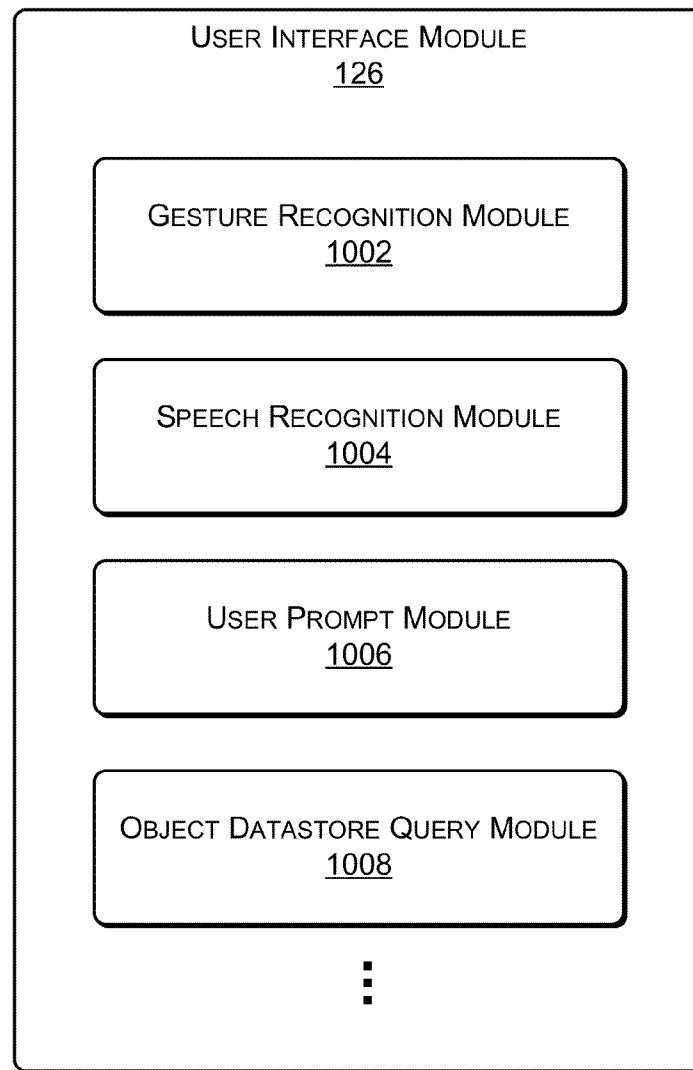 USER INTERFACE MODULE
126
GESTURE RECOGNITION MODULE
1002
SPEECH RECOGNITION MODULE
1004
USER PROMPT MODULE
1006
OBJECT DATASTORE QUERY MODULE
1008